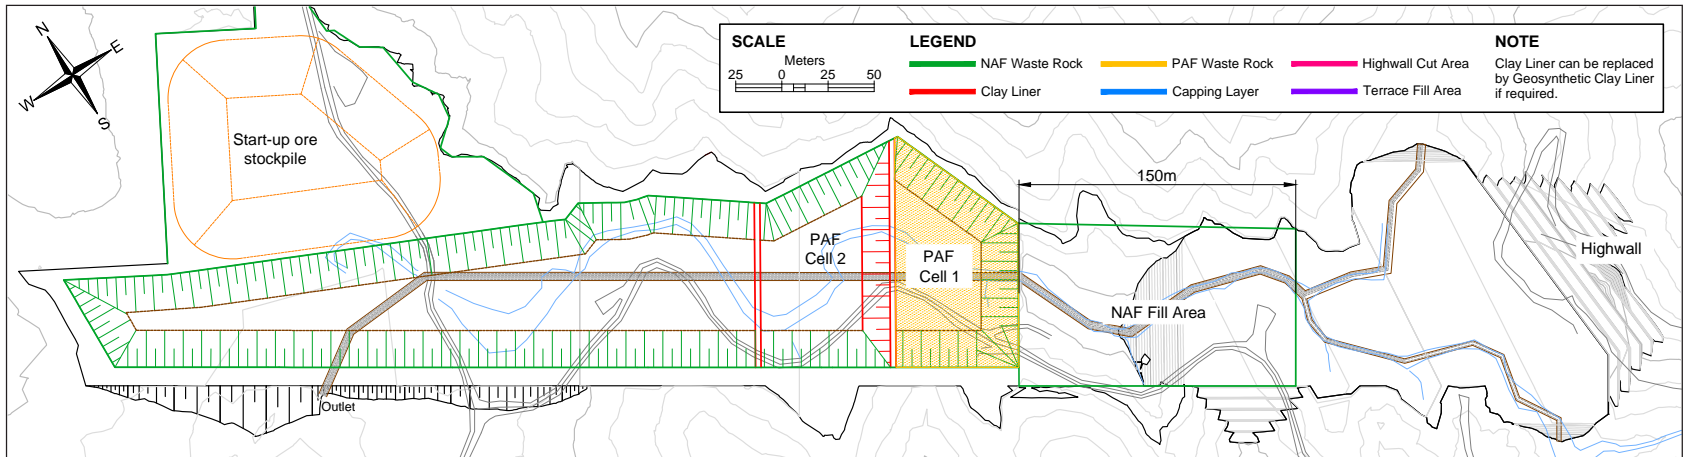 N
E
W
S
SCALE
Meters
25 0 25 50
LEGEND
NAF Waste Rock
PAF Waste Rock
Highwall Cut Area
Clay Liner
Capping Layer
Terrace Fill Area
NOTE
Clay Liner can be replaced
by Geosynthetic Clay Liner
if required.
Start-up ore
stockpile
150m
PAF
Cell 2
PAF
Cell 1
Highwall
NAF Fill Area
Outlet